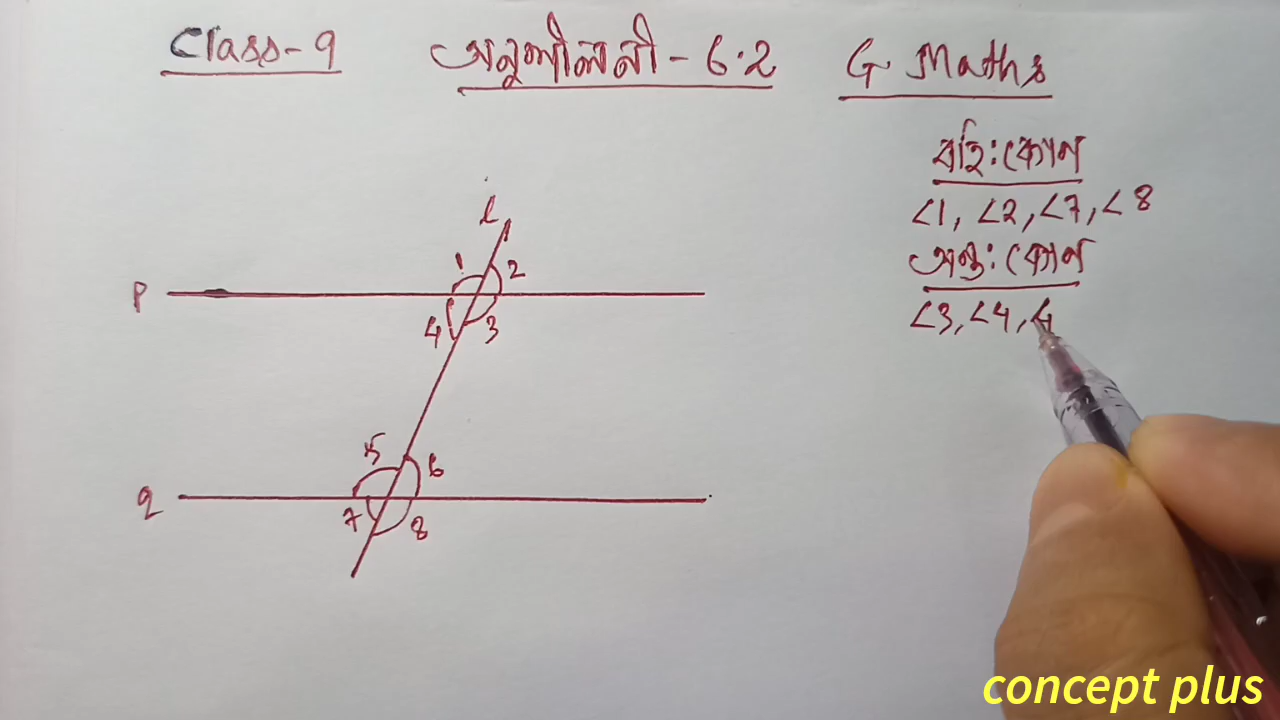 Class-9 অনুশীলনী-6.2 G. Maths
বহি:কোণ
∠1, ∠2, ∠7, ∠8
অন্ত:কোণ
∠3, ∠4, ∠
l
1 2
P
4 3
5 6
q
7 8
concept plus